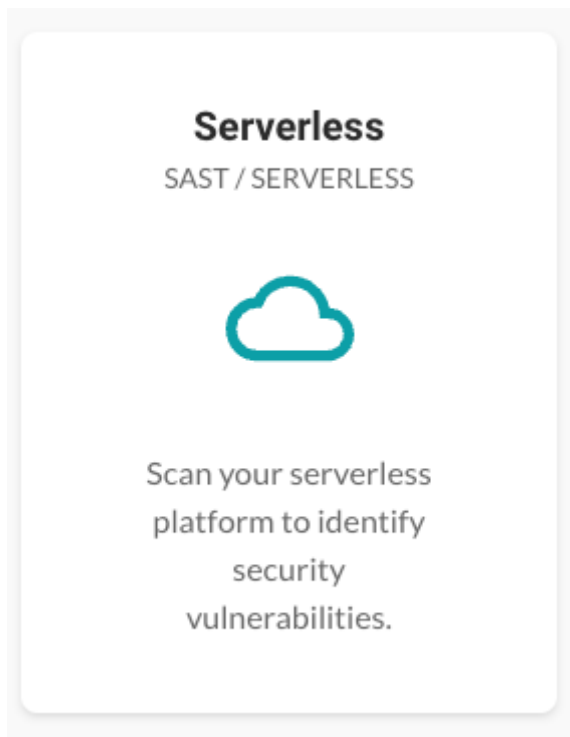 Serverless
SAST / SERVERLESS
Scan your serverless
platform to identify
security
vulnerabilities.